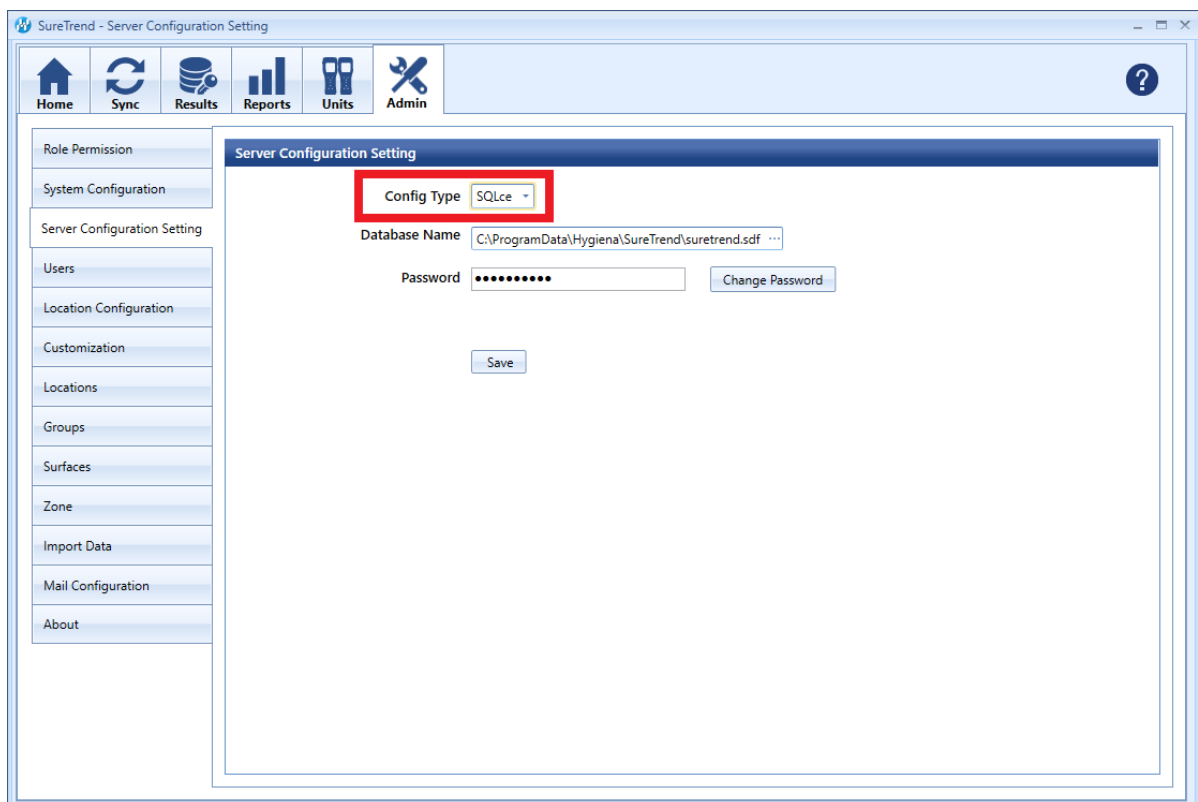 SureTrend - Server Configuration Setting
Home Sync Results Reports Units Admin
?
Role Permission
System Configuration
Server Configuration Setting
Users
Location Configuration
Customization
Locations
Groups
Surfaces
Zone
Import Data
Mail Configuration
About
Server Configuration Setting
Config Type SQLce
Database Name C:\ProgramData\Hygiena\SureTrend\suretrend.sdf ...
Password ●●●●●●●●●● Change Password
Save